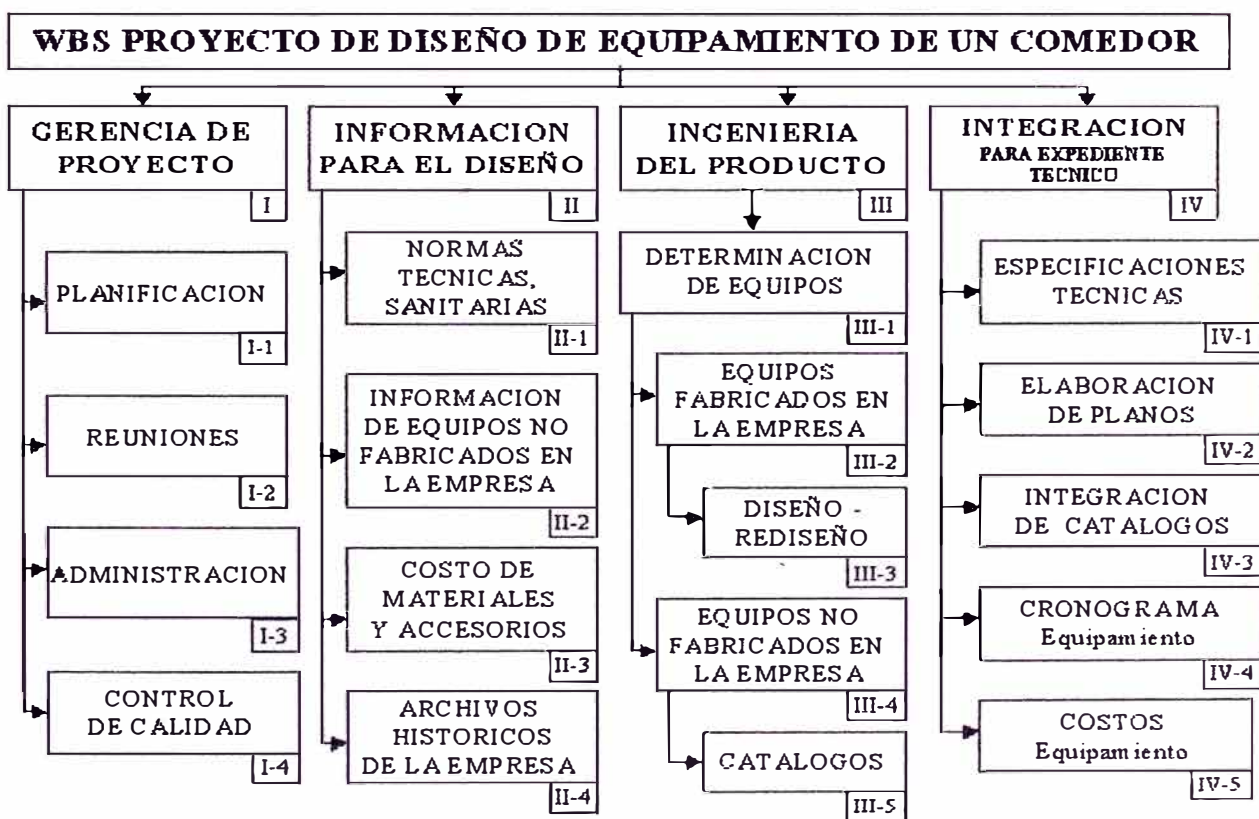 WBS PROYECTO DE DISEÑO DE EQUIPAMIENTO DE UN COMEDOR
GERENCIA DE
PROYECTO
I
PLANIFICACION
I-1
REUNIONES
I-2
ADMINISTRACION
I-3
CONTROL
DE CALIDAD
I-4
INFORMACION
PARA EL DISEÑO
II
NORMAS
TECNICAS,
SANITARIAS
II-1
INFORMACION
DE EQUIPOS NO
FABRICADOS EN
LA EMPRESA
II-2
COSTO DE
MATERIALES
Y ACCESORIOS
II-3
ARCHIVOS
HISTORICOS
DE LA EMPRESA
II-4
INGENIERIA
DEL PRODUCTO
III
DETERMINACION
DE EQUIPOS
III-1
EQUIPOS
FABRICADOS EN
LA EMPRESA
III-2
DISEÑO -
REDISEÑO
III-3
EQUIPOS NO
FABRICADOS EN
LA EMPRESA
III-4
CATALOGOS
III-5
INTEGRACION
PARA EXPEDIENTE
TECNICO
IV
ESPECIFICACIONES
TECNICAS
IV-1
ELABORACION
DE PLANOS
IV-2
INTEGRACION
DE CATALOGOS
IV-3
CRONOGRAMA
Equipamiento
IV-4
COSTOS
Equipamiento
IV-5